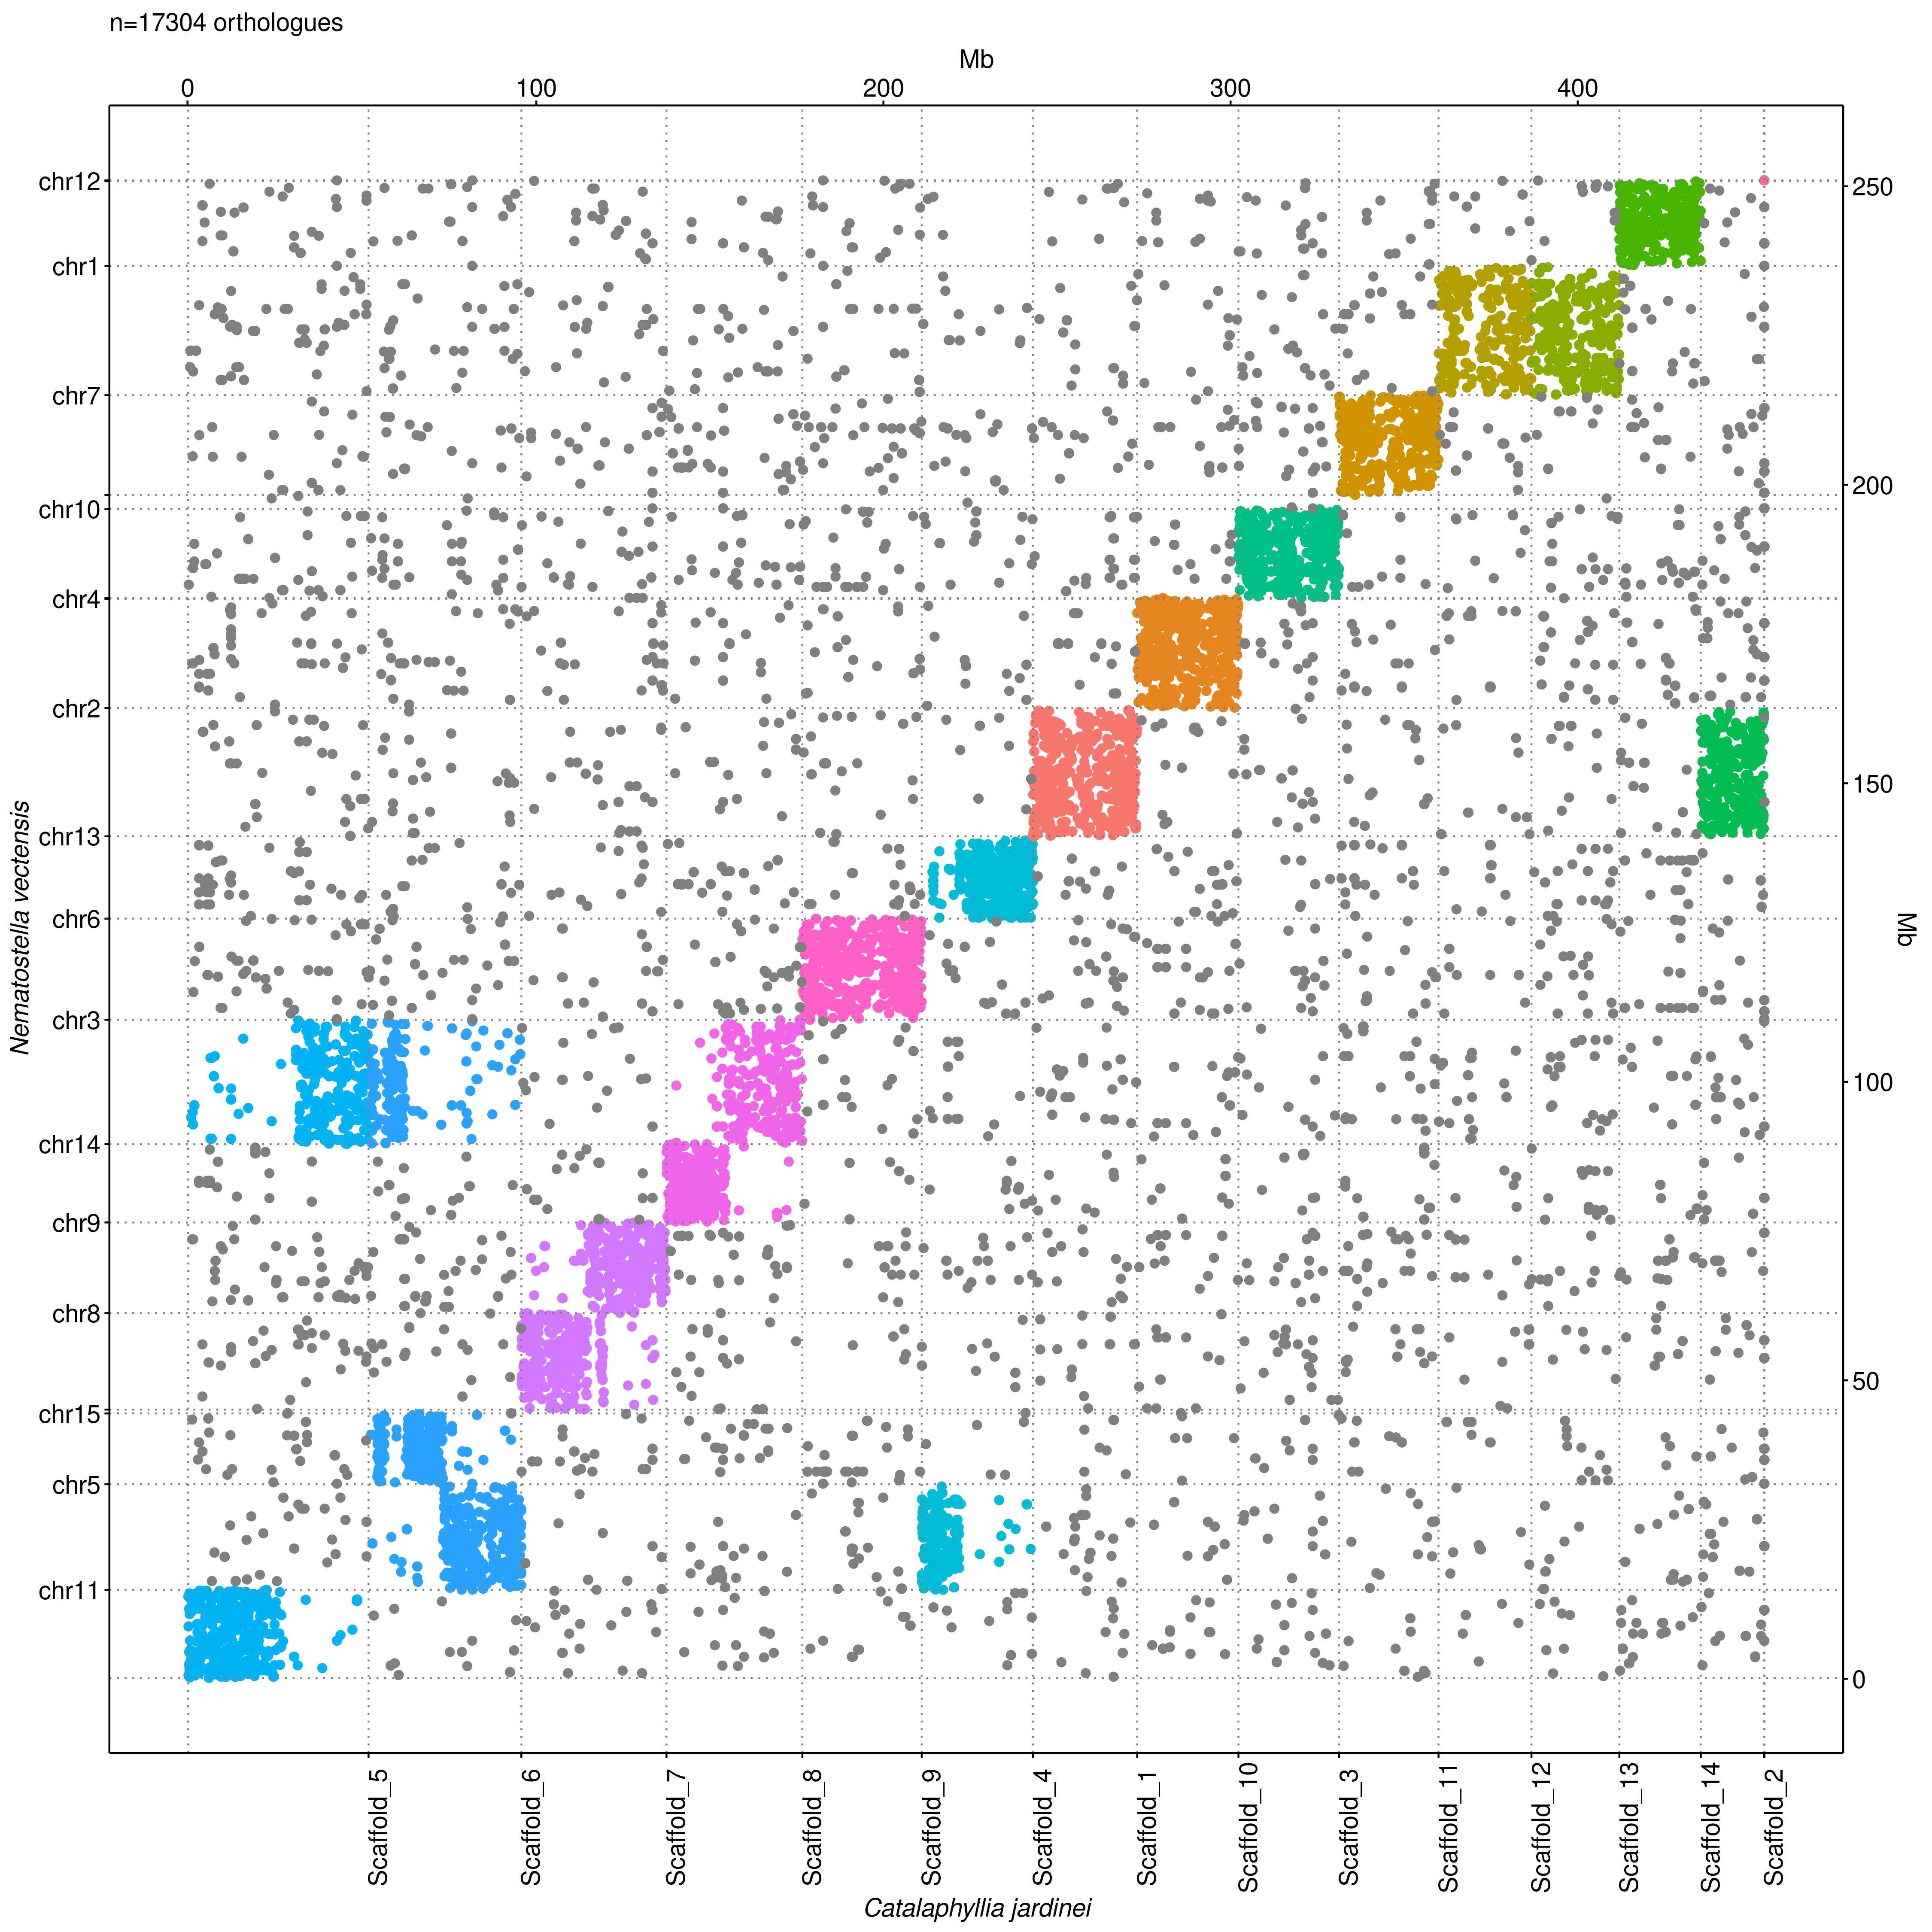 n=17304 orthologues
Mb
0 100 200 300 400
chr12
chr1
chr7
chr10
chr4
chr2
chr13
chr6
chr3
chr14
chr9
chr8
chr15
chr5
chr11
Nematostella vectensis
250
200
150
100
50
0
Mb
Scaffold_5
Scaffold_6
Scaffold_7
Scaffold_8
Scaffold_9
Scaffold_4
Scaffold_1
Scaffold_10
Scaffold_3
Scaffold_11
Scaffold_12
Scaffold_13
Scaffold_14
Scaffold_2
Catalaphyllia jardinei